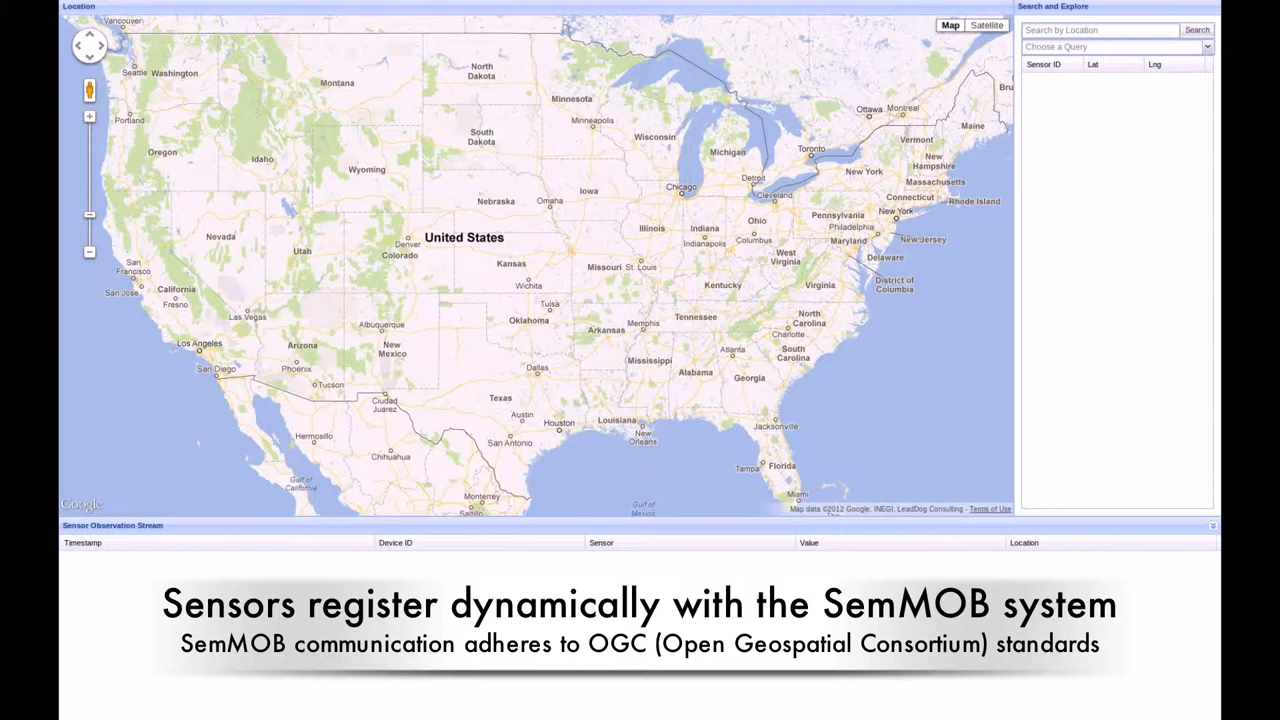 Location
Search and Explore
Map
Satellite
Search by Location
Search
Choose a Query
Sensor ID
Lat
Lng
Vancouver
Seattle
Washington
Montana
North
Dakota
Minnesota
Ottawa
Montreal
Portland
Minneapolis
South
Dakota
Wisconsin
Michigan
Toronto
Vermont
Maine
Oregon
Idaho
Wyoming
New
Hampshire
New York
Massachusetts
Detroit
Iowa
Chicago
Cleveland
Connecticut
Nebraska
Omaha
Rhode Island
New York
Pennsylvania
Ohio
Illinois
Indiana
Philadelphia
Nevada
United States
Denver
Colorado
Utah
Indianapolis
Columbus
Maryland
New Jersey
West
Virginia
Delaware
San
Francisco
Kansas
Missouri
St. Louis
District of
Columbia
San Jose
California
Wichita
Kentucky
Virginia
Fresno
Las Vegas
Tulsa
Oklahoma
Tennessee
North
Carolina
Albuquerque
Arkansas
Memphis
Charlotte
Los Angeles
Arizona
New
Mexico
Atlanta
South
Carolina
San Diego
Phoenix
Dallas
Mississippi
Alabama
Georgia
Tucson
Ciudad
Juarez
Texas
Austin
Houston
Louisiana
New
Orleans
Jacksonville
Hermosillo
San Antonio
Chihuahua
Tampa
Florida
Gulf of
California
Monterrey
Saltillo
Miami
Gulf of
Mexico
Google
Map data ©2012 Google, INEGI, LeadDog Consulting - Terms of Use
Sensor Observation Stream
Timestamp
Device ID
Sensor
Value
Location
Sensors register dynamically with the SemMOB system
SemMOB communication adheres to OGC (Open Geospatial Consortium) standards